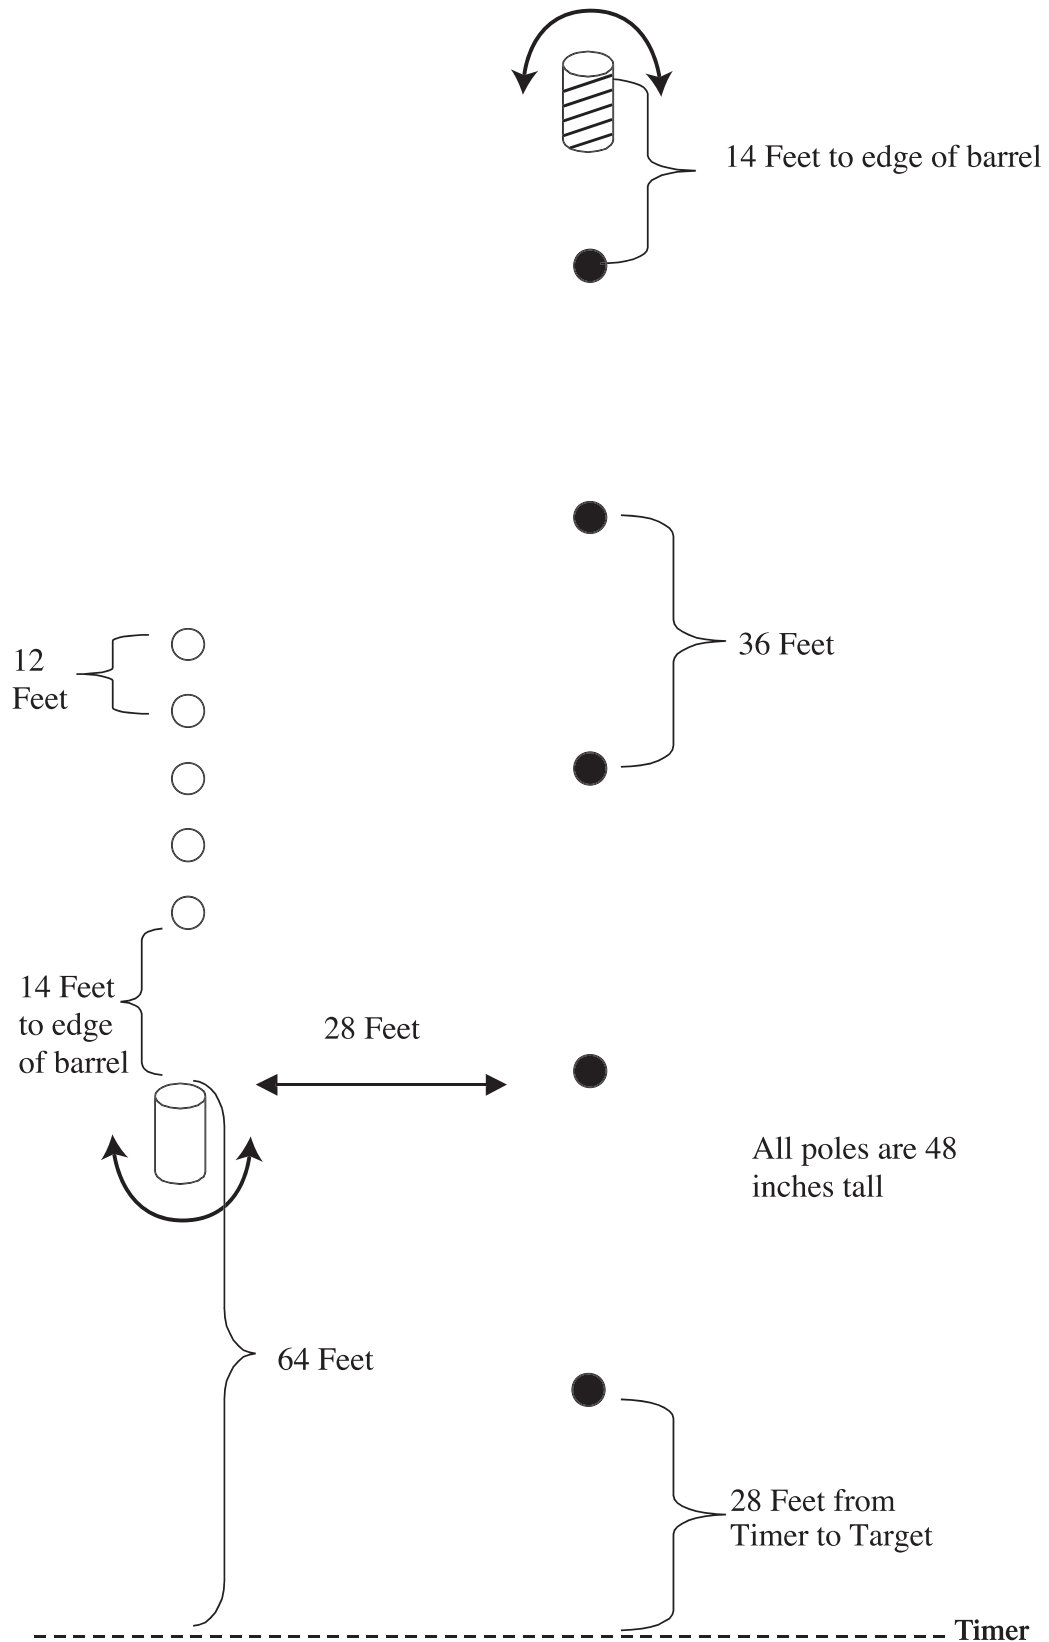 14 Feet to edge of barrel
36 Feet
12
Feet
14 Feet
to edge
of barrel
28 Feet
All poles are 48
inches tall
64 Feet
28 Feet from
Timer to Target
Timer